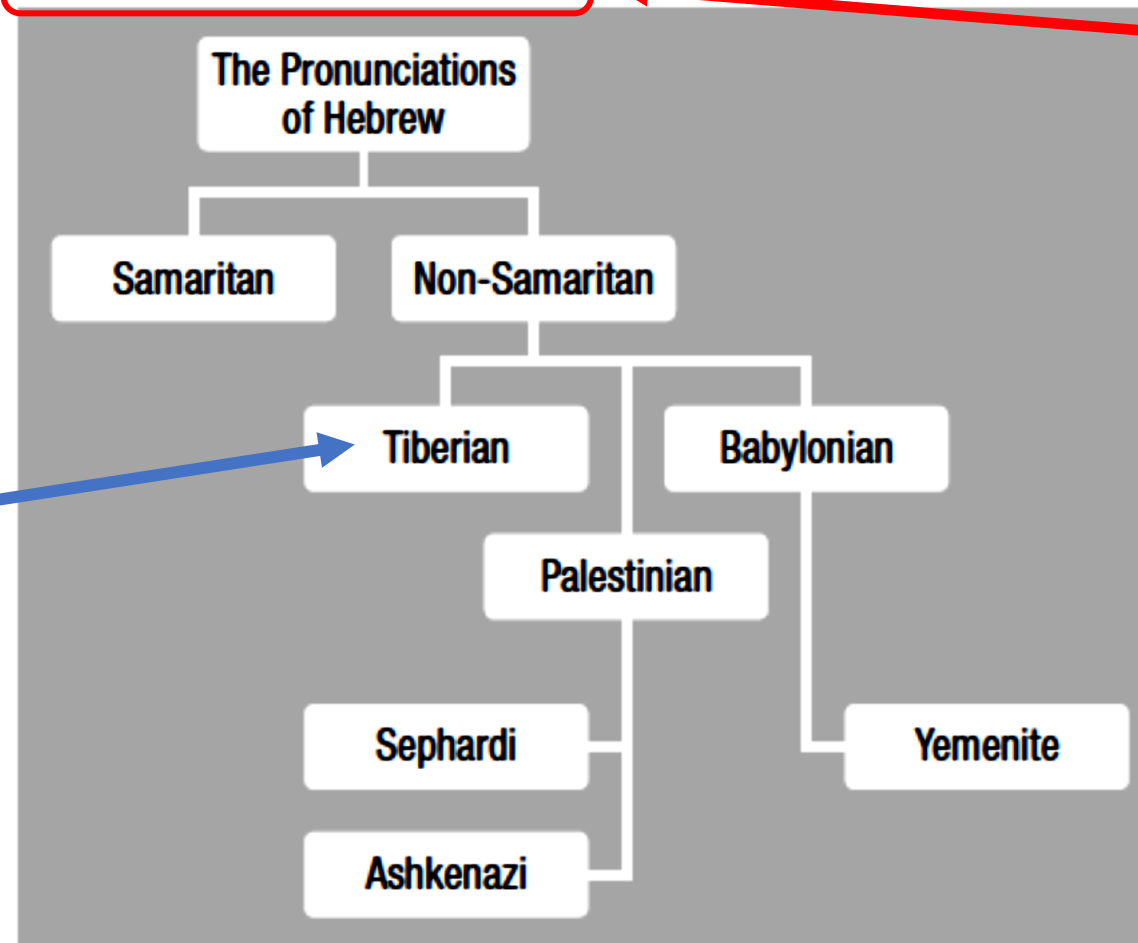 The Pronunciations
of Hebrew
Samaritan
Non-Samaritan
Tiberian
Babylonian
Palestinian
Sephardi
Yemenite
Ashkenazi